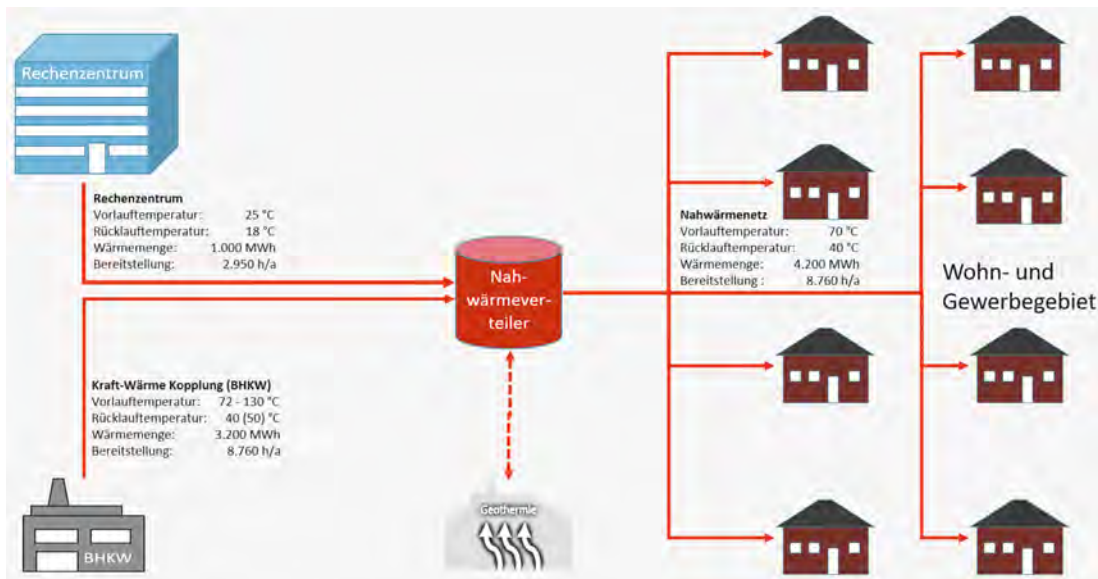 Rechenzentrum
Rechenzentrum
Vorlauftemperatur: 25 °C
Rücklauftemperatur: 18 °C
Wärmemenge: 1.000 MWh
Bereitstellung: 2.950 h/a
Kraft-Wärme Kopplung (BHKW)
Vorlauftemperatur: 72 - 130 °C
Rücklauftemperatur: 40 (50) °C
Wärmemenge: 3.200 MWh
Bereitstellung: 8.760 h/a
BHKW
Nah-
wärmever-
teiler
Geothermie
Nahwärmenetz
Vorlauftemperatur: 70 °C
Rücklauftemperatur: 40 °C
Wärmemenge: 4.200 MWh
Bereitstellung : 8.760 h/a
Wohn- und
Gewerbegebiet